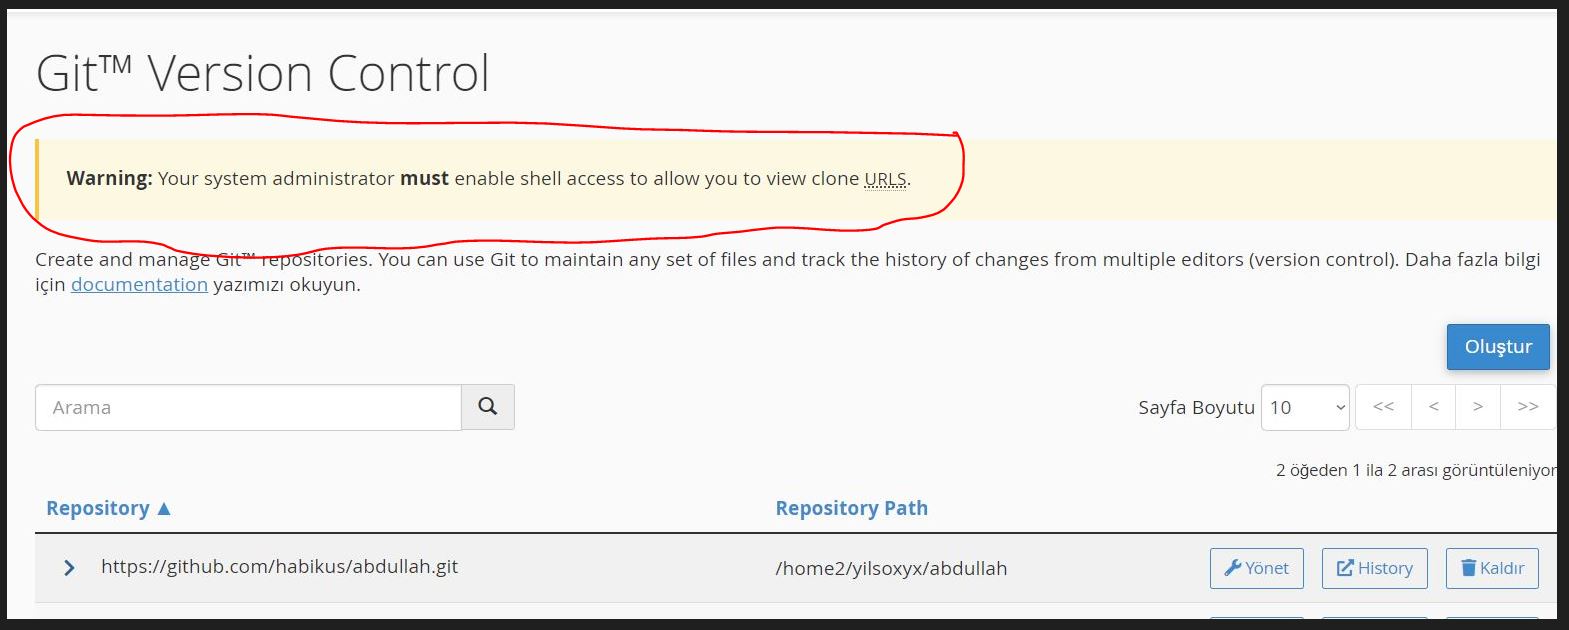 Git™ Version Control
Warning: Your system administrator must enable shell access to allow you to view clone URLS.
Create and manage Git™ repositories. You can use Git to maintain any set of files and track the history of changes from multiple editors (version control). Daha fazla bilgi
için documentation yazımızı okuyun.
Oluştur
Arama
Sayfa Boyutu 10 << < > >>
2 öğeden 1 ila 2 arası görüntüleniyor
Repository ▲ Repository Path
https://github.com/habikus/abdullah.git /home2/yilsoxyx/abdullah Yönet History Kaldır